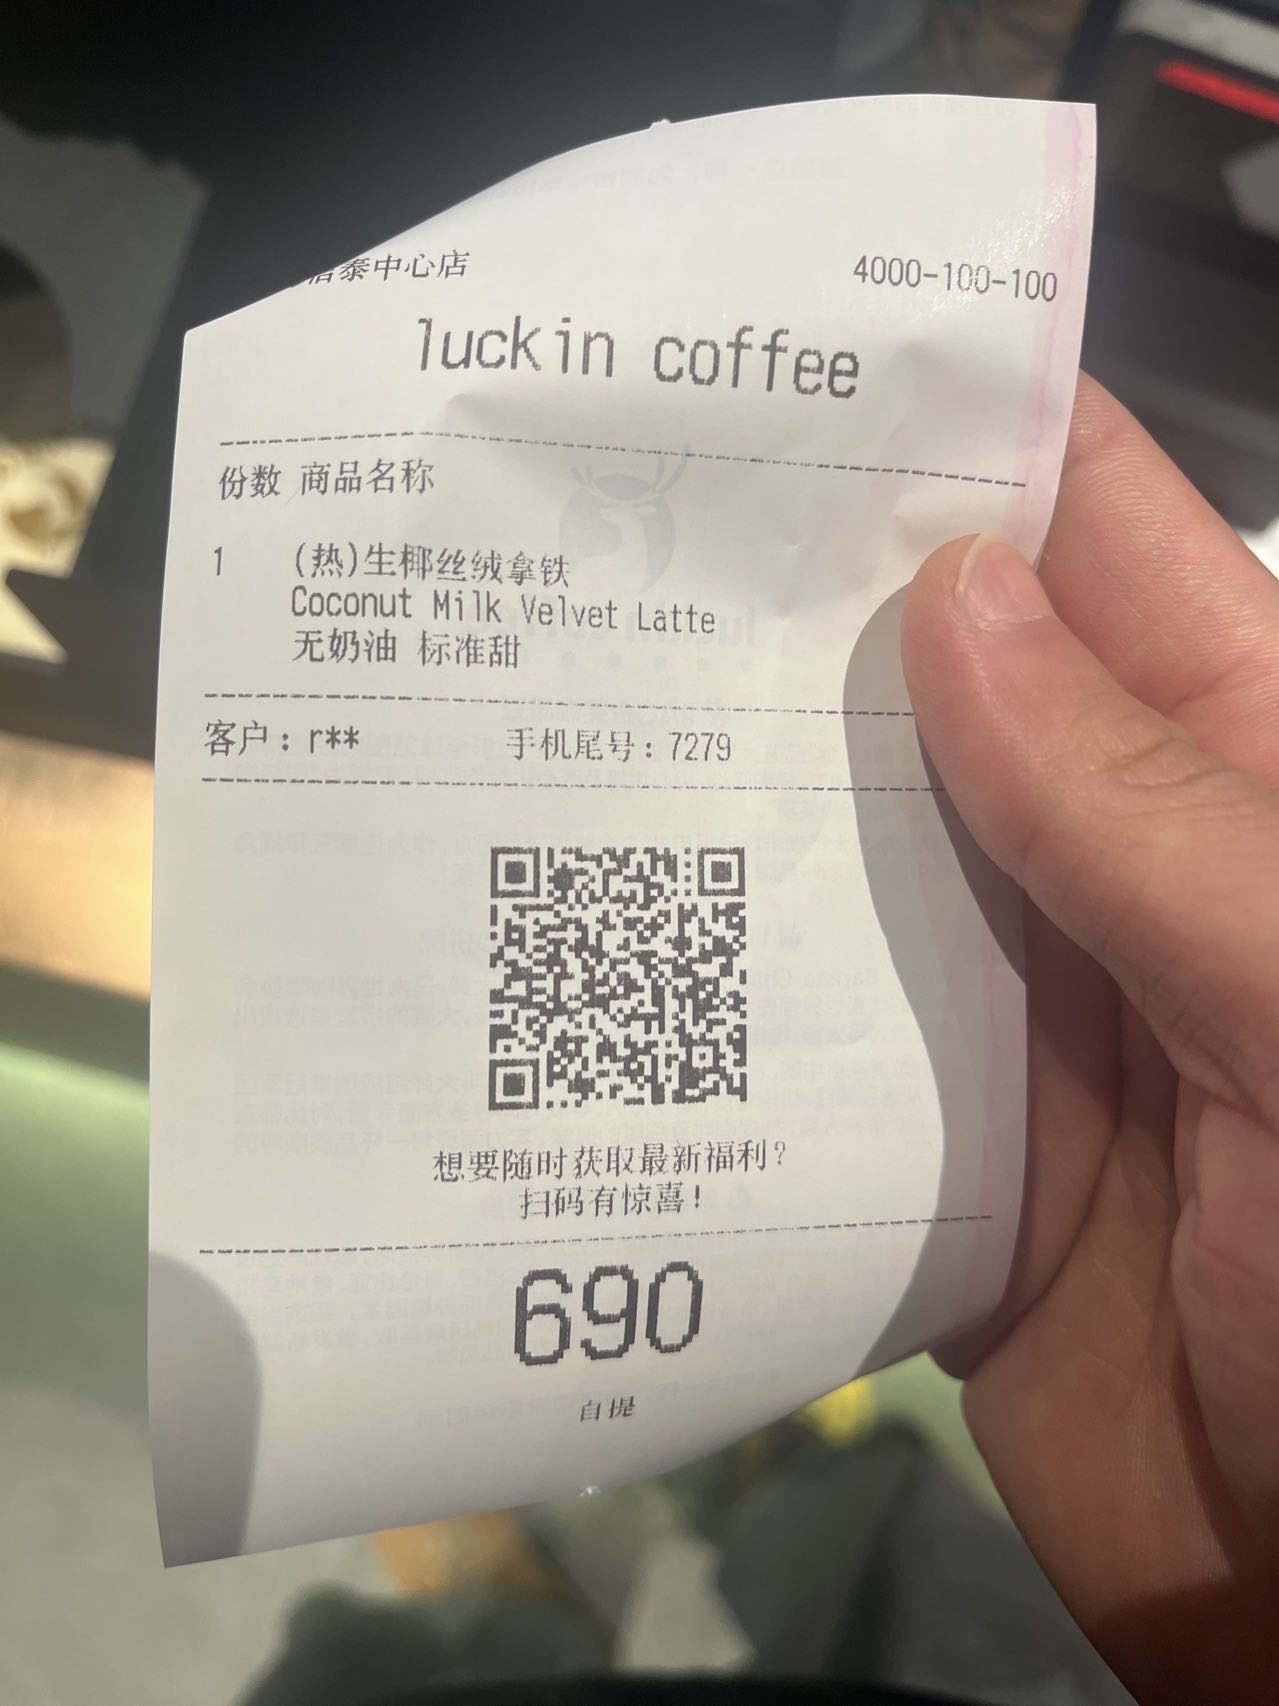 泰中心店 4000-100-100
luckin coffee
份数 商品名称
1 (热)生椰丝绒拿铁
Coconut Milk Velvet Latte
无奶油 标准甜
客户：r** 手机尾号：7279
想要随时获取最新福利?
扫码有惊喜!
690
自提